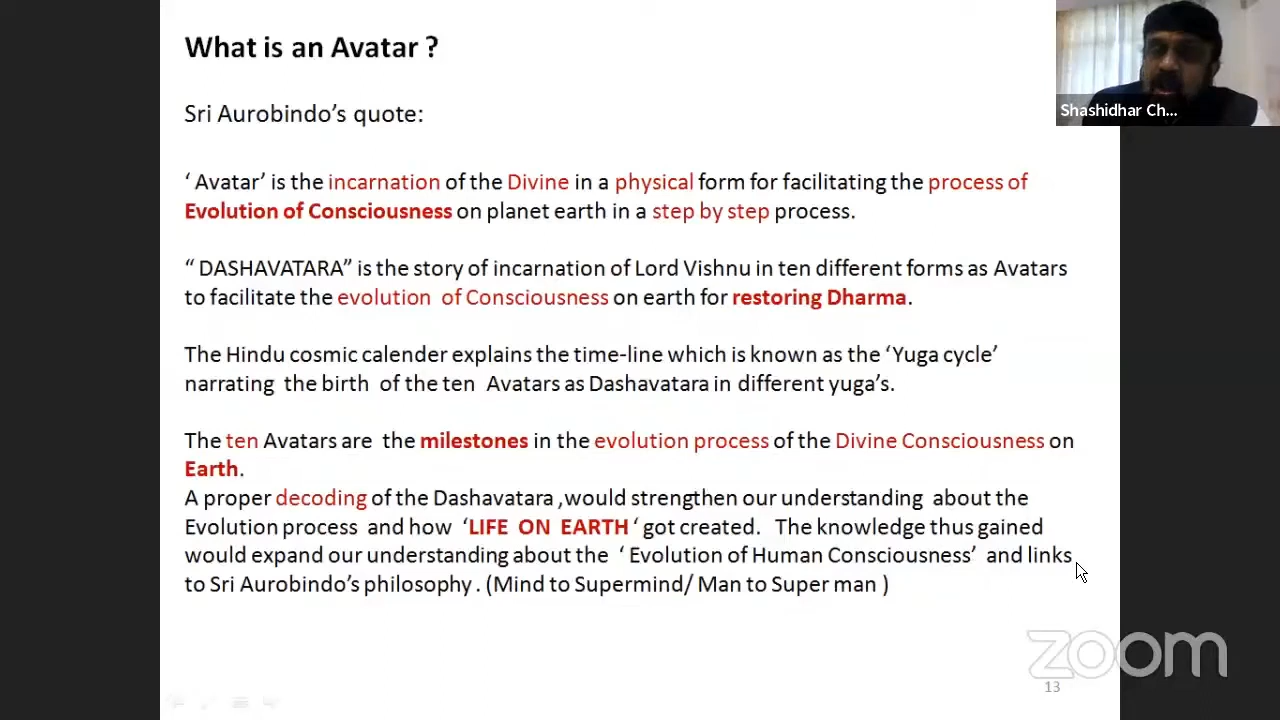 What is an Avatar ?
Shashidhar Ch...
Sri Aurobindo’s quote:
‘ Avatar’ is the incarnation of the Divine in a physical form for facilitating the process of
Evolution of Consciousness on planet earth in a step by step process.
“ DASHAVATARA” is the story of incarnation of Lord Vishnu in ten different forms as Avatars
to facilitate the evolution of Consciousness on earth for restoring Dharma.
The Hindu cosmic calender explains the time-line which is known as the ‘Yuga cycle’
narrating the birth of the ten Avatars as Dashavatara in different yuga’s.
The ten Avatars are the milestones in the evolution process of the Divine Consciousness on
Earth.
A proper decoding of the Dashavatara ,would strengthen our understanding about the
Evolution process and how ‘LIFE ON EARTH ‘ got created. The knowledge thus gained
would expand our understanding about the ‘ Evolution of Human Consciousness’ and links
to Sri Aurobindo’s philosophy . (Mind to Supermind/ Man to Super man )
zoom
13